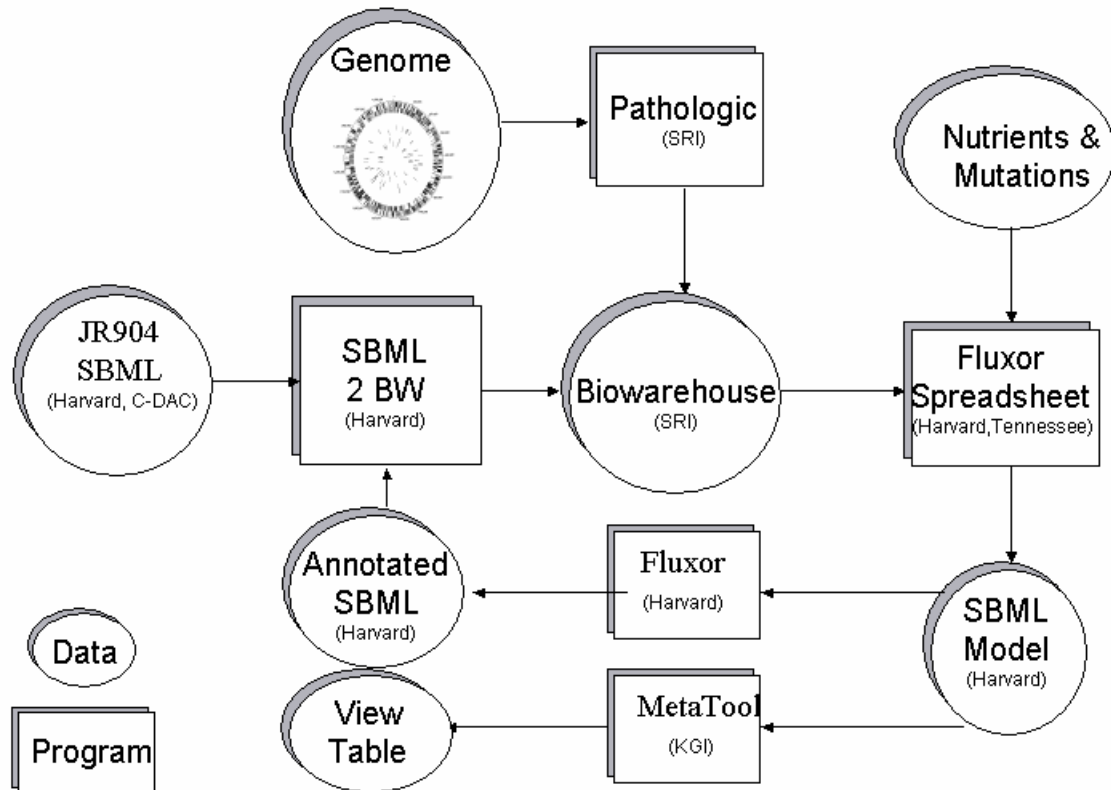 Genome
Pathologic
(SRI)
Nutrients &
Mutations
JR904
SBML
(Harvard, C-DAC)
SBML
2 BW
(Harvard)
Biowarehouse
(SRI)
Fluxor
Spreadsheet
(Harvard,Tennessee)
Annotated
SBML
(Harvard)
Fluxor
(Harvard)
SBML
Model
(Harvard)
Data
View
Table
MetaTool
(KGI)
Program